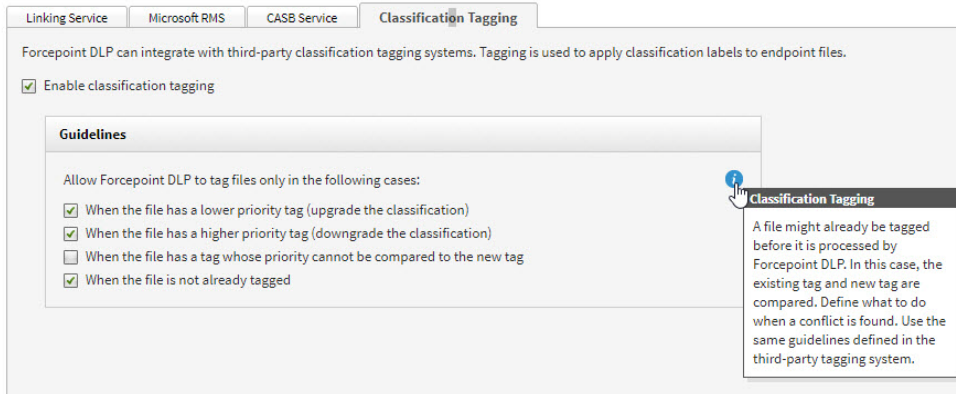 Linking Service
Microsoft RMS
CASB Service
Classification Tagging
Forcepoint DLP can integrate with third-party classification tagging systems. Tagging is used to apply classification labels to endpoint files.
Enable classification tagging
Guidelines
Allow Forcepoint DLP to tag files only in the following cases:
When the file has a lower priority tag (upgrade the classification)
When the file has a higher priority tag (downgrade the classification)
When the file has a tag whose priority cannot be compared to the new tag
When the file is not already tagged
i
Classification Tagging
A file might already be tagged
before it is processed by
Forcepoint DLP. In this case, the
existing tag and new tag are
compared. Define what to do
when a conflict is found. Use the
same guidelines defined in the
third-party tagging system.